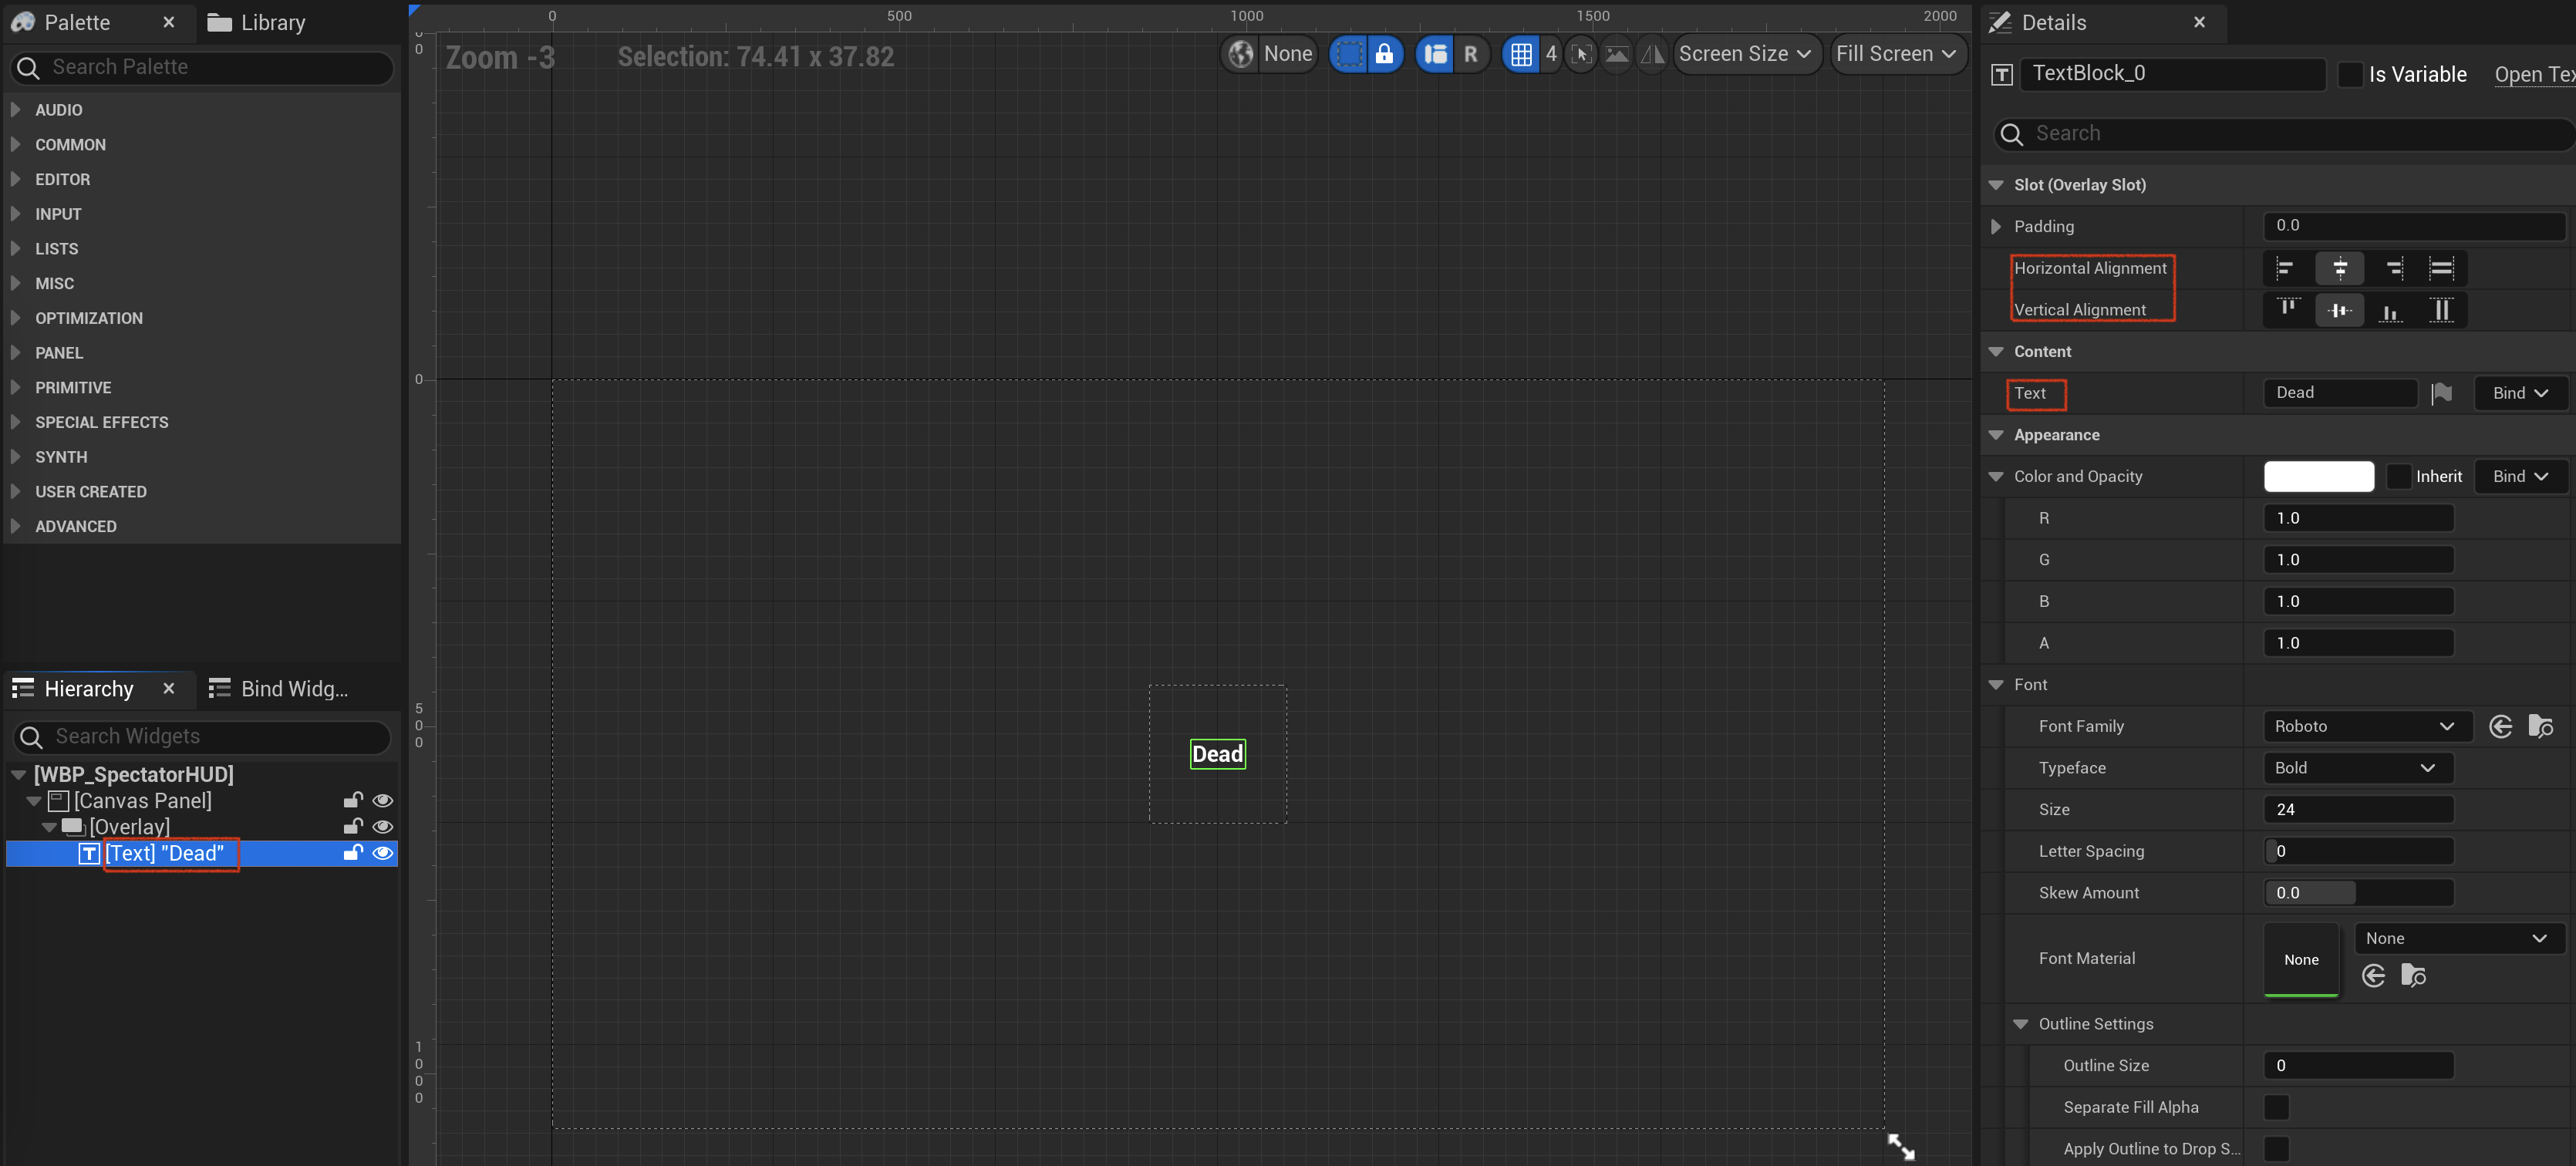 Palette
Library
Search Palette
AUDIO
COMMON
EDITOR
INPUT
LISTS
MISC
OPTIMIZATION
PANEL
PRIMITIVE
SPECIAL EFFECTS
SYNTH
USER CREATED
ADVANCED
Hierarchy
Bind Widg...
Search Widgets
[WBP_SpectatorHUD]
[Canvas Panel]
[Overlay]
[Text] "Dead"
0 500 1000 1500 2000
Zoom -3
Selection: 74.41 x 37.82
None
R
4
Screen Size
Fill Screen
0
0
500
1000
Dead
Details
TextBlock_0
Is Variable
Open Tex
Search
Slot (Overlay Slot)
Padding 0.0
Horizontal Alignment
Vertical Alignment
Content
Text Dead Bind
Appearance
Color and Opacity Inherit Bind
R 1.0
G 1.0
B 1.0
A 1.0
Font
Font Family Roboto
Typeface Bold
Size 24
Letter Spacing 0
Skew Amount 0.0
Font Material None None
Outline Settings
Outline Size 0
Separate Fill Alpha
Apply Outline to Drop S...